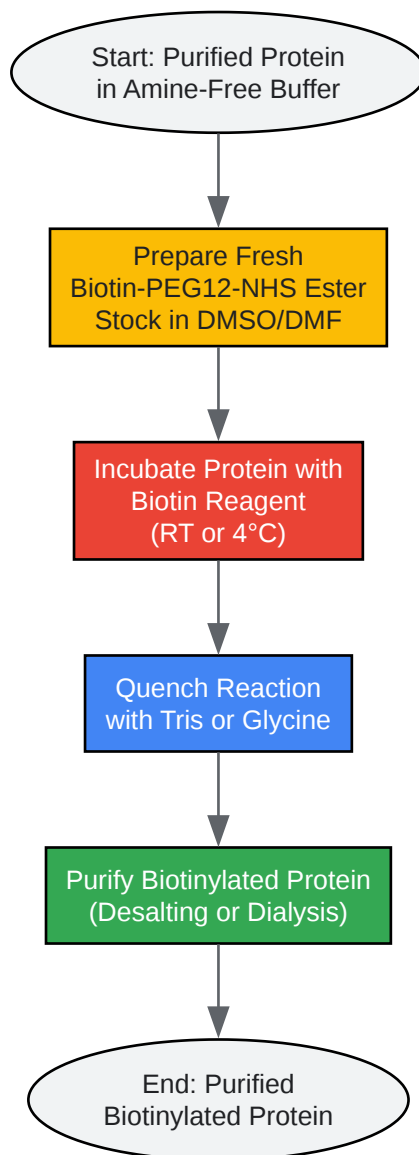 Start: Purified Protein
in Amine-Free Buffer
Prepare Fresh
Biotin-PEG12-NHS Ester
Stock in DMSO/DMF
Incubate Protein with
Biotin Reagent
(RT or 4°C)
Quench Reaction
with Tris or Glycine
Purify Biotinylated Protein
(Desalting or Dialysis)
End: Purified
Biotinylated Protein